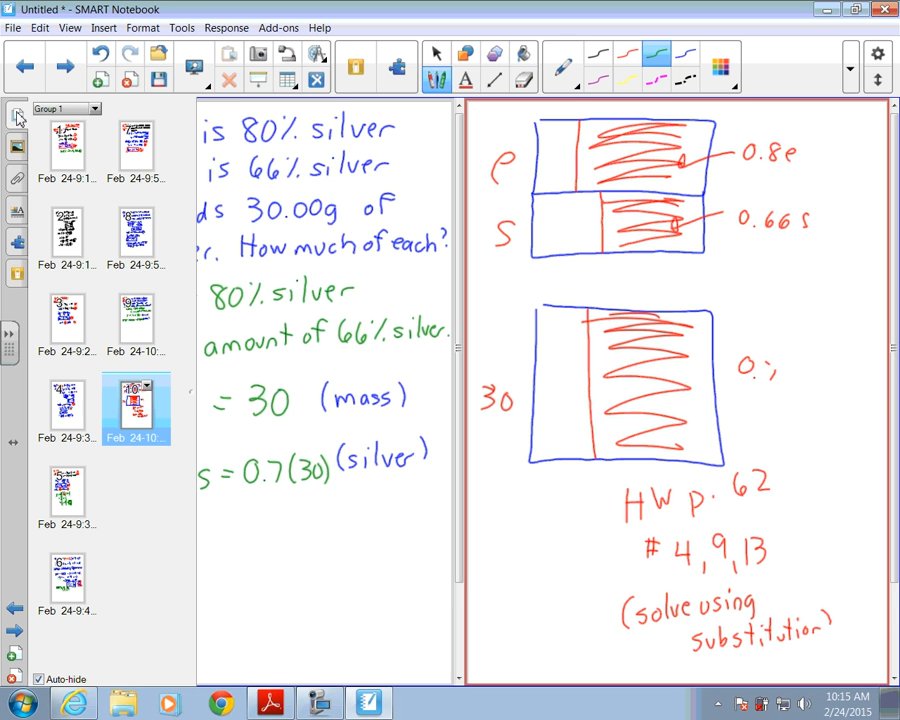 Untitled * - SMART Notebook
File Edit View Insert Format Tools Response Add-ons Help
Group 1
Feb 24-9:1...
Feb 24-9:5...
Feb 24-9:1...
Feb 24-9:5...
Feb 24-9:2...
Feb 24-10:...
Feb 24-9:3...
Feb 24-10:...
Feb 24-9:3...
Feb 24-9:4...
Auto-hide
is 80% silver
is 66% silver
ds 30.00g of
r. How much of each?
80% silver
amount of 66% silver.
= 30 (mass)
s = 0.7(30) (silver)
e
0.8e
s
0.66s
30
HW p. 62
# 4, 9, 13
(solve using
substitution)
10:15 AM
2/24/2015